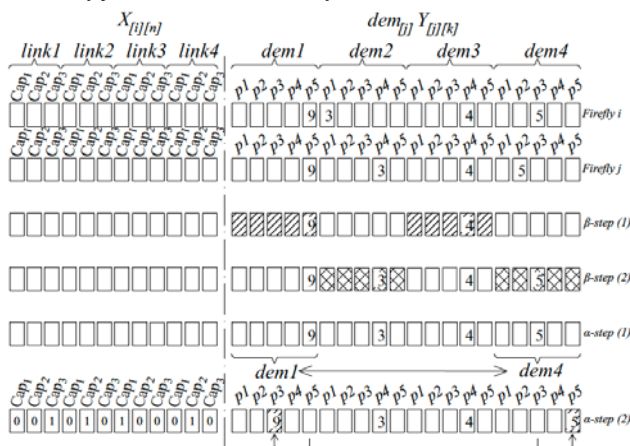 X[i][n] dem[j] Y[j][k]
link1 link2 link3 link4 dem1 dem2 dem3 dem4
Cap1 Cap2 Cap3 Cap1 Cap2 Cap3 Cap1 Cap2 Cap3 Cap1 Cap2 Cap3 p1 p2 p3 p4 p5 p1 p2 p3 p4 p5 p1 p2 p3 p4 p5 p1 p2 p3 p4 p5
9 3 4 5 Firefly i
Cap1 Cap2 Cap3 Cap1 Cap2 Cap3 Cap1 Cap2 Cap3 Cap1 Cap2 Cap3 p1 p2 p3 p4 p5 p1 p2 p3 p4 p5 p1 p2 p3 p4 p5 p1 p2 p3 p4 p5
9 3 4 5 Firefly j
9 4 β-step (1)
9 3 4 5 β-step (2)
9 3 4 5 α-step (1)
dem1 dem4
Cap1 Cap2 Cap3 Cap1 Cap2 Cap3 Cap1 Cap2 Cap3 Cap1 Cap2 Cap3 p1 p2 p3 p4 p5 p1 p2 p3 p4 p5 p1 p2 p3 p4 p5 p1 p2 p3 p4 p5
0 0 1 0 1 0 1 0 0 0 1 0 9 3 4 5 α-step (2)